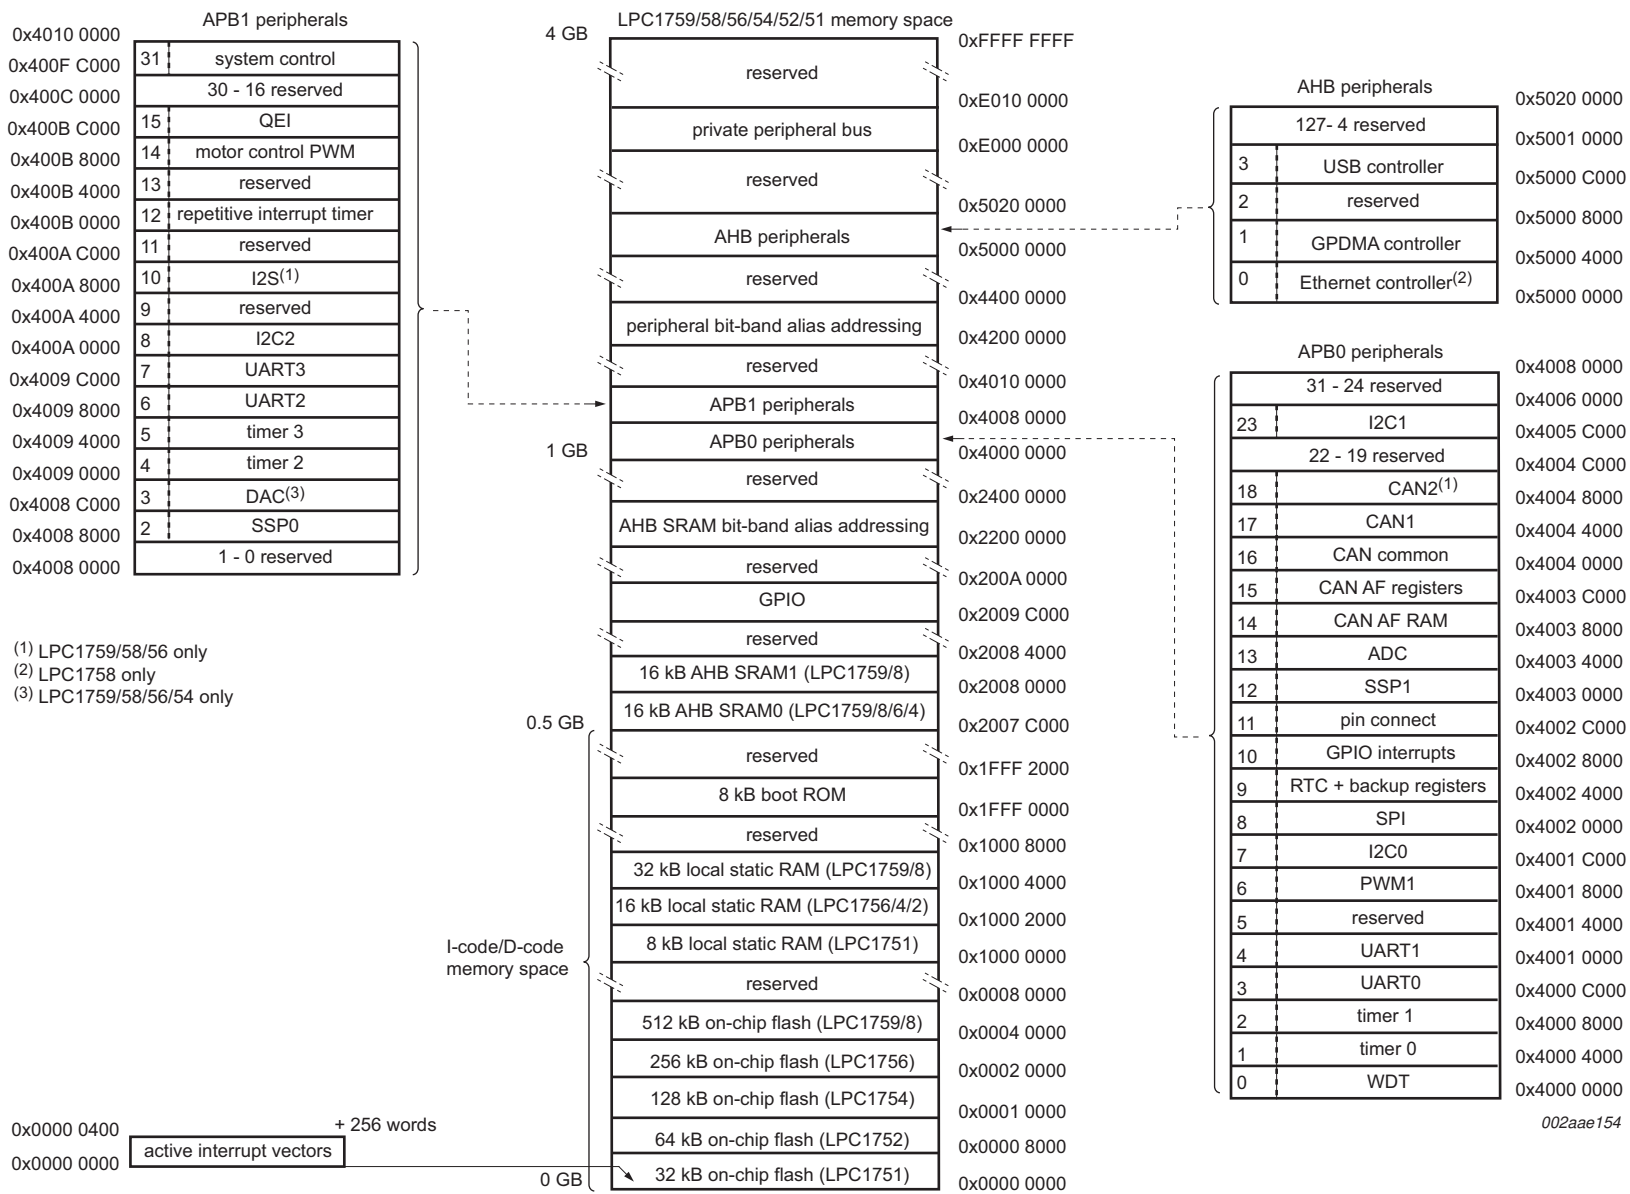 APB1 peripherals
0x4010 0000
31 system control
0x400F C000
30 - 16 reserved
0x400C 0000
15 QEI
0x400B C000
14 motor control PWM
0x400B 8000
13 reserved
0x400B 4000
12 repetitive interrupt timer
0x400B 0000
11 reserved
0x400A C000
10 I2S(1)
0x400A 8000
9 reserved
0x400A 4000
8 I2C2
0x400A 0000
7 UART3
0x4009 C000
6 UART2
0x4009 8000
5 timer 3
0x4009 4000
4 timer 2
0x4009 0000
3 DAC(3)
0x4008 C000
2 SSP0
0x4008 8000
1 - 0 reserved
0x4008 0000
(1) LPC1759/58/56 only
(2) LPC1758 only
(3) LPC1759/58/56/54 only
+ 256 words
0x0000 0400
active interrupt vectors
0x0000 0000
LPC1759/58/56/54/52/51 memory space
4 GB
0xFFFF FFFF
reserved
0xE010 0000
private peripheral bus
0xE000 0000
reserved
0x5020 0000
AHB peripherals
0x5000 0000
reserved
0x4400 0000
peripheral bit-band alias addressing
0x4200 0000
reserved
0x4010 0000
APB1 peripherals
0x4008 0000
APB0 peripherals
1 GB
0x4000 0000
reserved
0x2400 0000
AHB SRAM bit-band alias addressing
0x2200 0000
reserved
0x200A 0000
GPIO
0x2009 C000
reserved
0x2008 4000
16 kB AHB SRAM1 (LPC1759/8)
0x2008 0000
16 kB AHB SRAM0 (LPC1759/8/6/4)
0.5 GB
0x2007 C000
reserved
0x1FFF 2000
8 kB boot ROM
0x1FFF 0000
reserved
0x1000 8000
32 kB local static RAM (LPC1759/8)
0x1000 4000
16 kB local static RAM (LPC1756/4/2)
0x1000 2000
8 kB local static RAM (LPC1751)
0x1000 0000
I-code/D-code
memory space
reserved
0x0008 0000
512 kB on-chip flash (LPC1759/8)
0x0004 0000
256 kB on-chip flash (LPC1756)
0x0002 0000
128 kB on-chip flash (LPC1754)
0x0001 0000
64 kB on-chip flash (LPC1752)
0x0000 8000
32 kB on-chip flash (LPC1751)
0 GB
0x0000 0000
AHB peripherals
0x5020 0000
127- 4 reserved
0x5001 0000
3 USB controller
0x5000 C000
2 reserved
0x5000 8000
1 GPDMA controller
0x5000 4000
0 Ethernet controller(2)
0x5000 0000
APB0 peripherals
0x4008 0000
31 - 24 reserved
0x4006 0000
23 I2C1
0x4005 C000
22 - 19 reserved
0x4004 C000
18 CAN2(1)
0x4004 8000
17 CAN1
0x4004 4000
16 CAN common
0x4004 0000
15 CAN AF registers
0x4003 C000
14 CAN AF RAM
0x4003 8000
13 ADC
0x4003 4000
12 SSP1
0x4003 0000
11 pin connect
0x4002 C000
10 GPIO interrupts
0x4002 8000
9 RTC + backup registers
0x4002 4000
8 SPI
0x4002 0000
7 I2C0
0x4001 C000
6 PWM1
0x4001 8000
5 reserved
0x4001 4000
4 UART1
0x4001 0000
3 UART0
0x4000 C000
2 timer 1
0x4000 8000
1 timer 0
0x4000 4000
0 WDT
0x4000 0000
002aae154